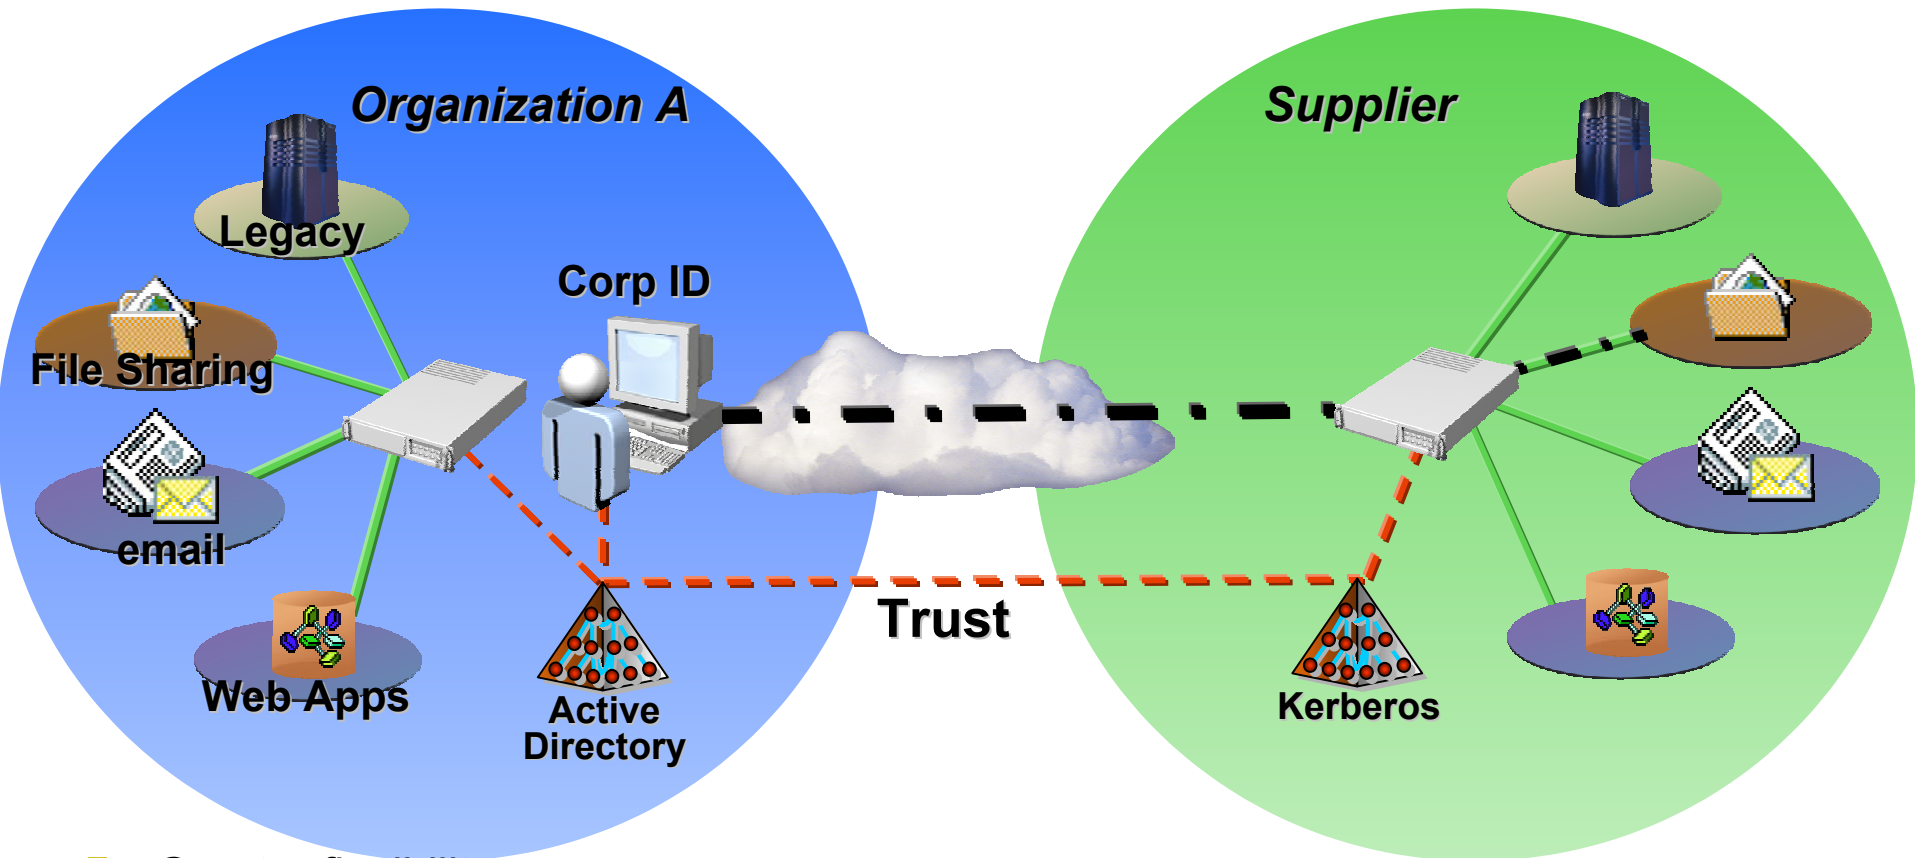 Organization A
Supplier
Legacy
Corp ID
File Sharing
email
Trust
Web Apps
Active
Directory
Kerberos